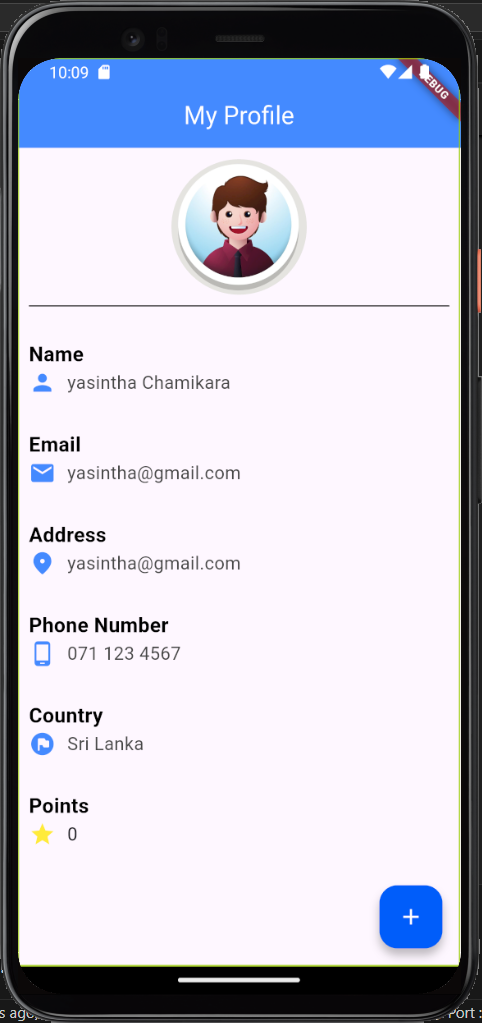 10:09
DEBUG
My Profile
Name
yasintha Chamikara
Email
yasintha@gmail.com
Address
yasintha@gmail.com
Phone Number
071 123 4567
Country
Sri Lanka
Points
0
+
s ago
Port :